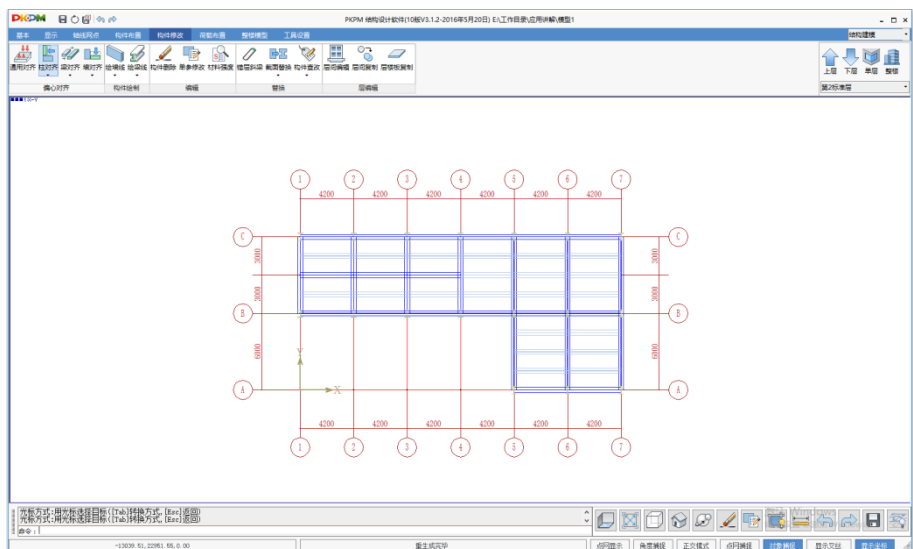 PKPM
PKPM 结构设计软件(10版V3.1.2-2016年5月20日) E:\工作目录\应用讲解\模型1
基本 显示 轴线网点 构件布置 构件修改 荷载布置 整楼模型 工具设置
结构建模
通用对齐 柱对齐 梁对齐 墙对齐 绘墙线 绘梁线 构件删除 单参修改 材料强度 错层斜梁 截面替换 构件查改 层间编辑 层间复制 层楼板复制
上层 下层 单层 整楼
偏心对齐 构件绘制 编辑 替换 层编辑
第2标准层
1 2 3 4 5 6 7
4200 4200 4200 4200 4200 4200
C C
3000 3000
3000 3000
B B
6000 6000
Y
A X A
4200 4200 4200 4200 4200 4200
1 2 3 4 5 6 7
光标方式:用光标选择目标([Tab]转换方式,[Esc]返回)
光标方式:用光标选择目标([Tab]转换方式,[Esc]返回)
命令:
-13039.51,22951.55,0.00 重生成完毕 点网显示 角度捕捉 正交模式 点网捕捉 对象捕捉 显示叉丝 显示坐标